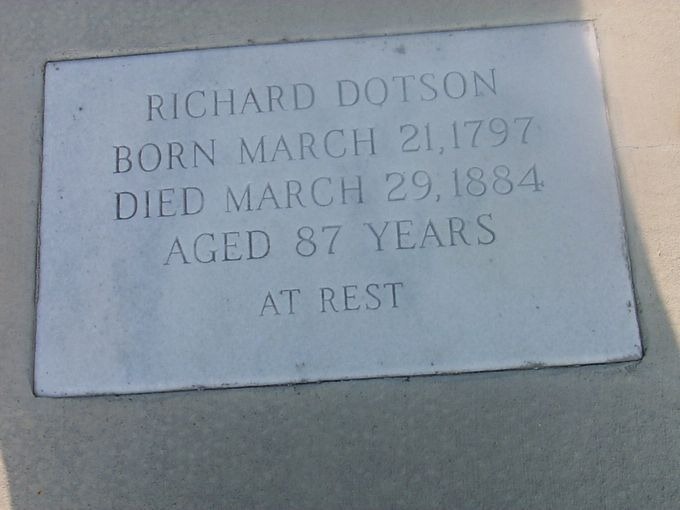 RICHARD DOTSON
BORN MARCH 21, 1797
DIED MARCH 29, 1884
AGED 87 YEARS
AT REST